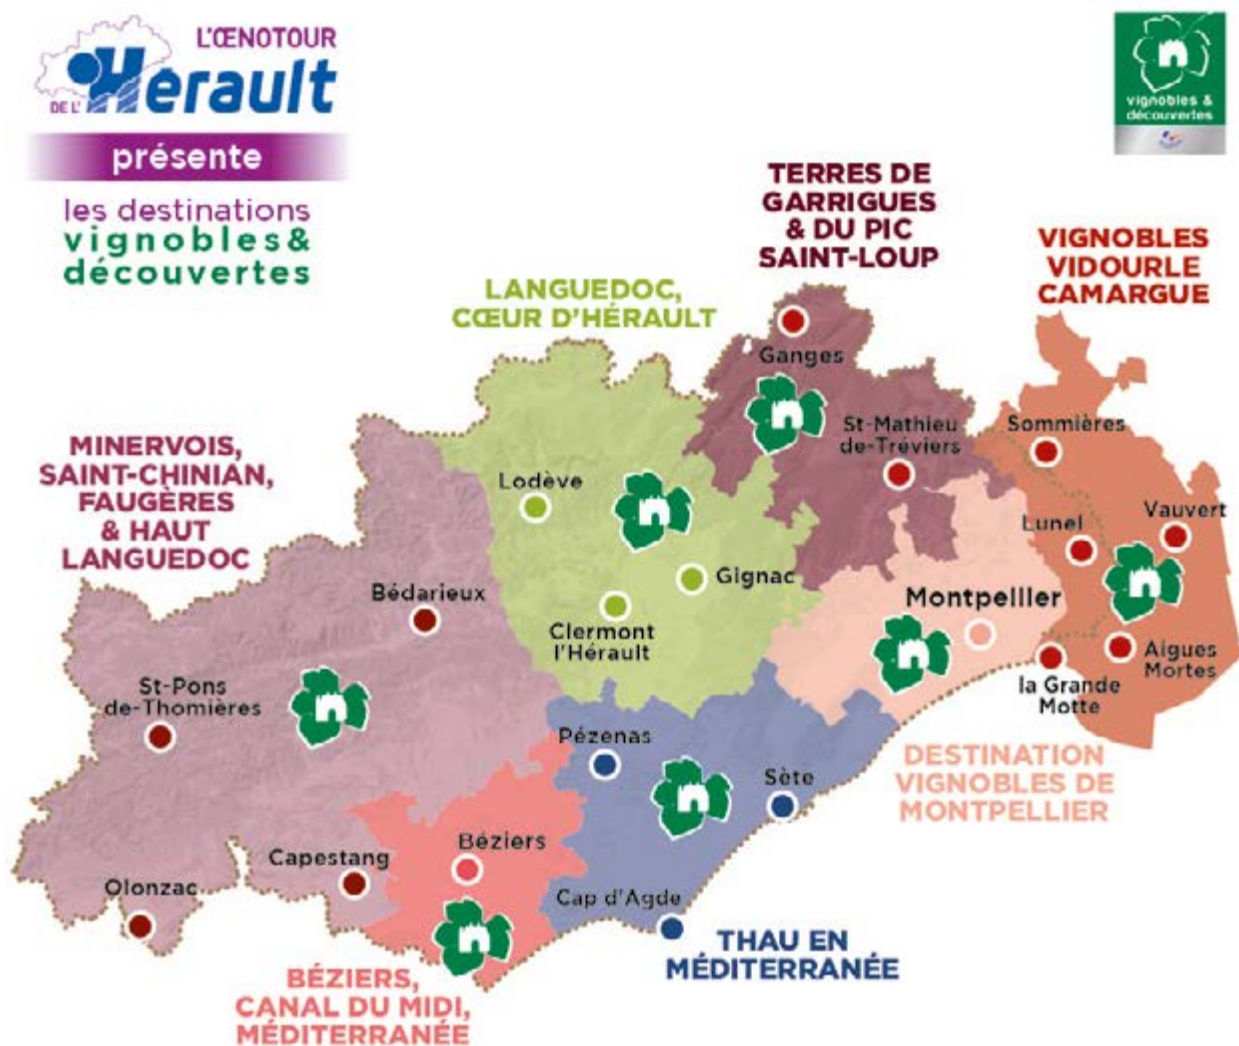 L'ŒNOTOUR
DE L'Hérault
présente
les destinations
vignobles&
découvertes
vignobles &
découvertes
TERRES DE
GARRIGUES
& DU PIC
SAINT-LOUP
VIGNOBLES
VIDOURLE
CAMARGUE
LANGUEDOC,
CŒUR D'HÉRAULT
Ganges
St-Mathieu
de-Tréviers
Sommières
MINERVOIS,
SAINT-CHINIAN,
FAUGÈRES
& HAUT
LANGUEDOC
Lodève
Vauvert
Lunel
Gignac
Bédarieux
Montpellier
Clermont
l'Hérault
Aigues
Mortes
St-Pons
de-Thomières
la Grande
Motte
Pézenas
DESTINATION
VIGNOBLES DE
MONTPELLIER
Sète
Béziers
Capestang
Olonzac
Cap d'Agde
THAU EN
MÉDITERRANÉE
BÉZIERS,
CANAL DU MIDI,
MÉDITERRANÉE